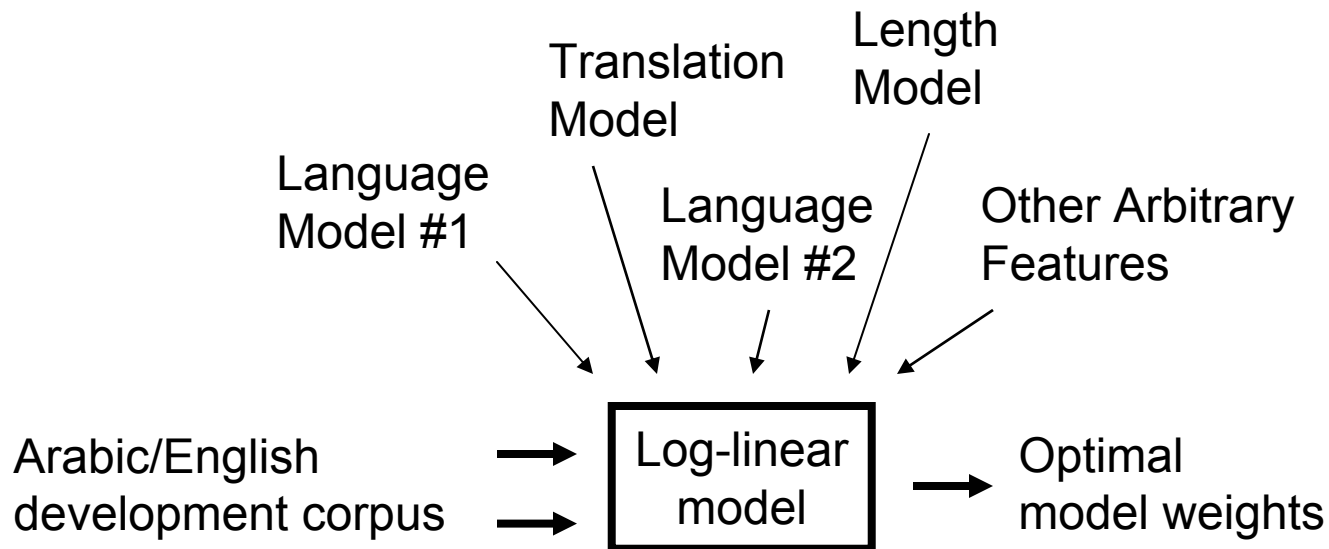 Length
Model
Translation
Model
Language
Model #1
Language
Model #2
Other Arbitrary
Features
Arabic/English
development corpus
Log-linear
model
Optimal
model weights